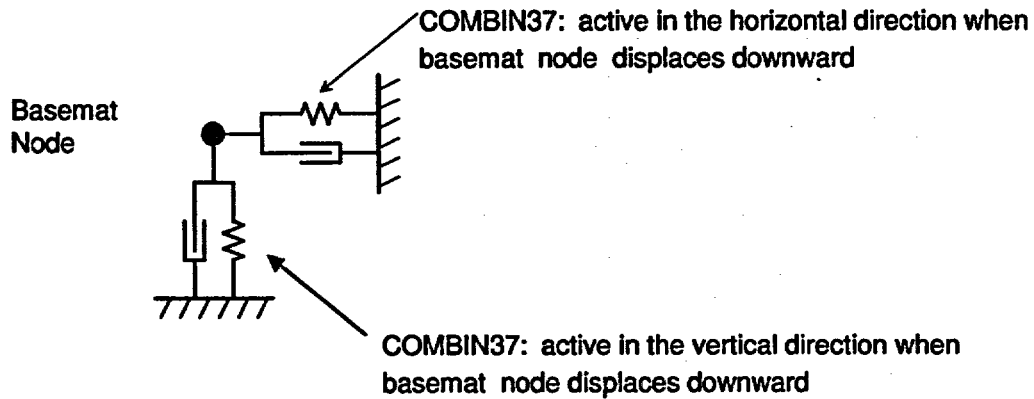 COMBIN37: active in the horizontal direction when
basemat node displaces downward
Basemat
Node
COMBIN37: active in the vertical direction when
basemat node displaces downward